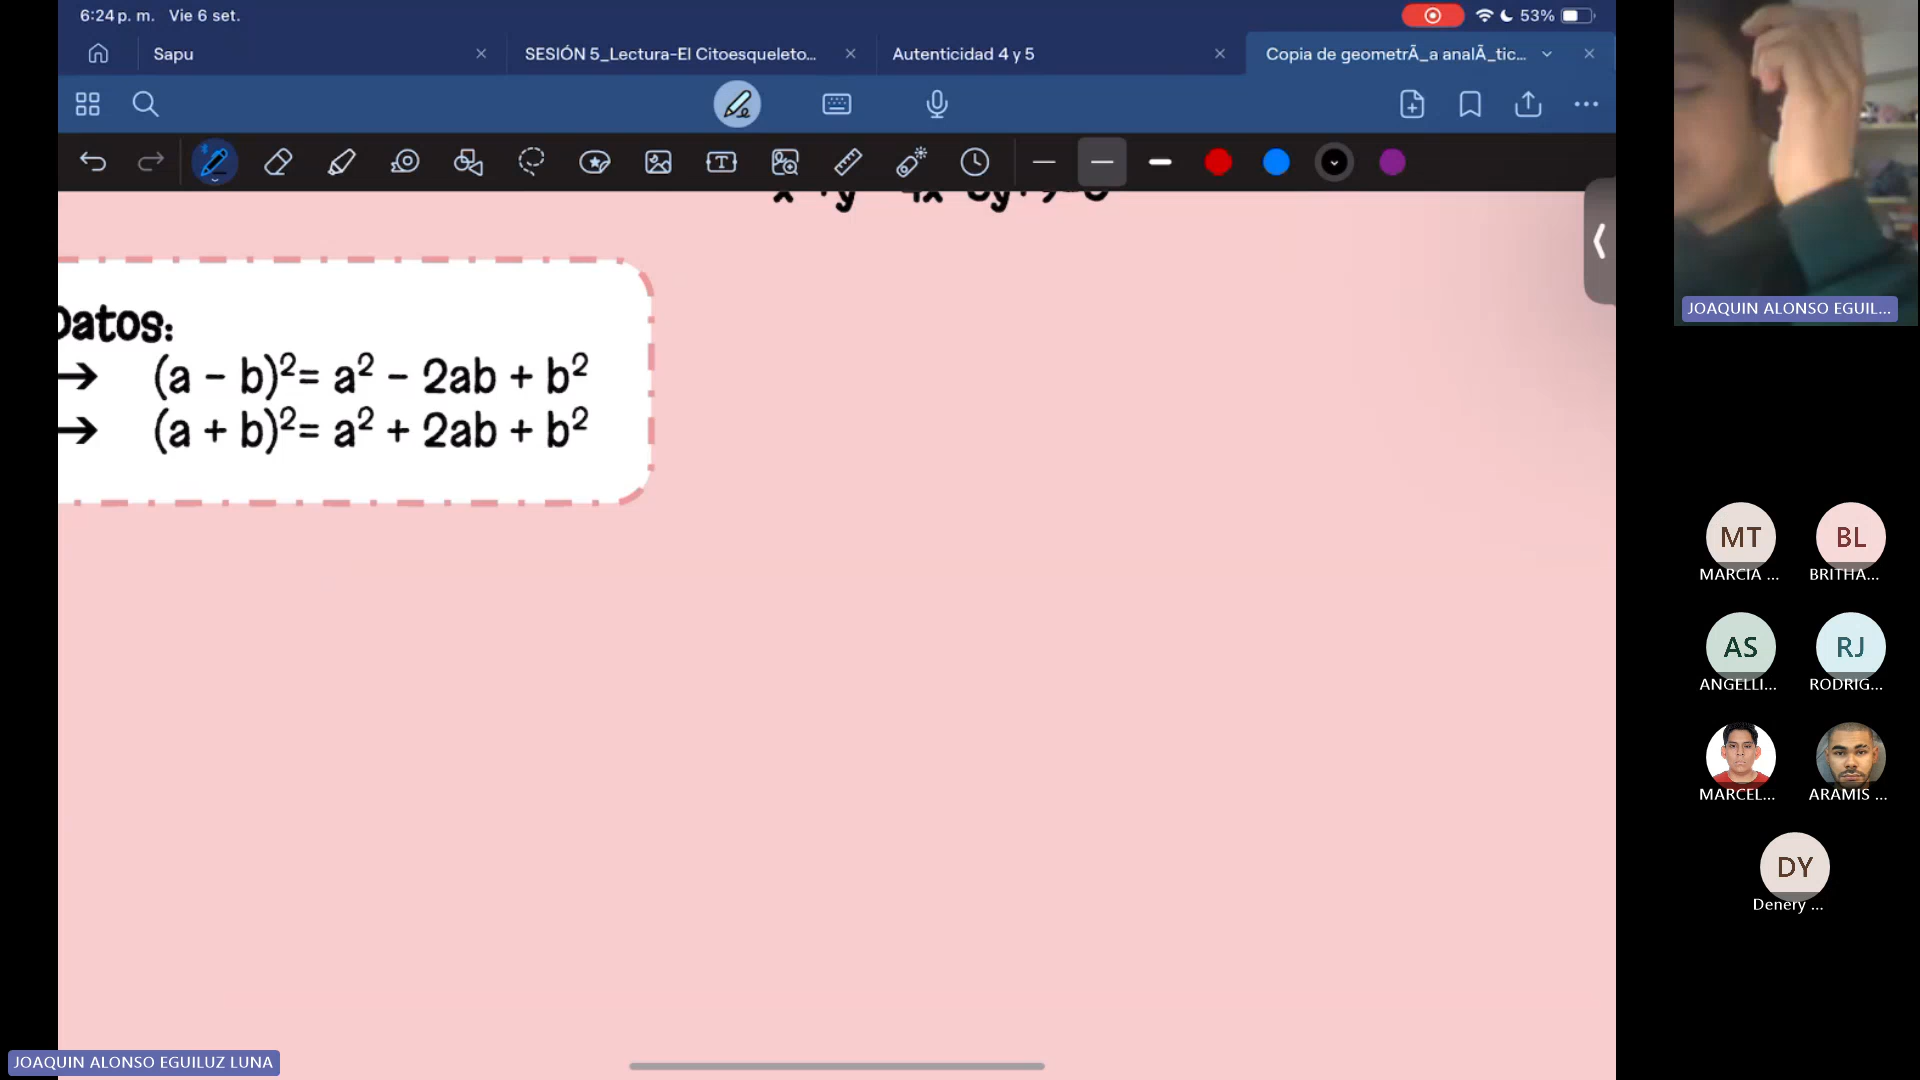 6:24 p. m. Vie 6 set.
53%
Sapu
SESIÓN 5_Lectura-El Citoesqueleto...
Autenticidad 4 y 5
Copia de geometrÃ_a analÃ_tic...
Datos:
→ (a - b)²= a² - 2ab + b²
→ (a + b)²= a² + 2ab + b²
JOAQUIN ALONSO EGUIL...
MT
MARCIA ...
BL
BRITHA...
AS
ANGELLI...
RJ
RODRIG...
MARCEL...
ARAMIS ...
DY
Denery ...
JOAQUIN ALONSO EGUILUZ LUNA